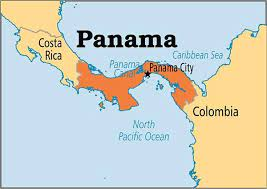 Panama
Costa
Rica
Caribbean Sea
Panama
Canal
Panama City
Colombia
North
Pacific Ocean